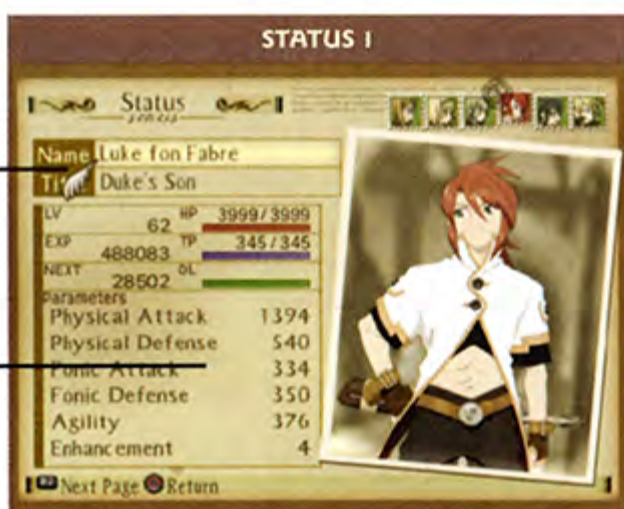 STATUS 1
Status
Name Luke fon Fabre
Duke's Son
LV 62 HP 3999/3999
EXP 488083 TP 345/345
NEXT 28502 OL
Parameters
Physical Attack 1394
Physical Defense 540
Fonic Attack 334
Fonic Defense 350
Agility 376
Enhancement 4
Next Page Return